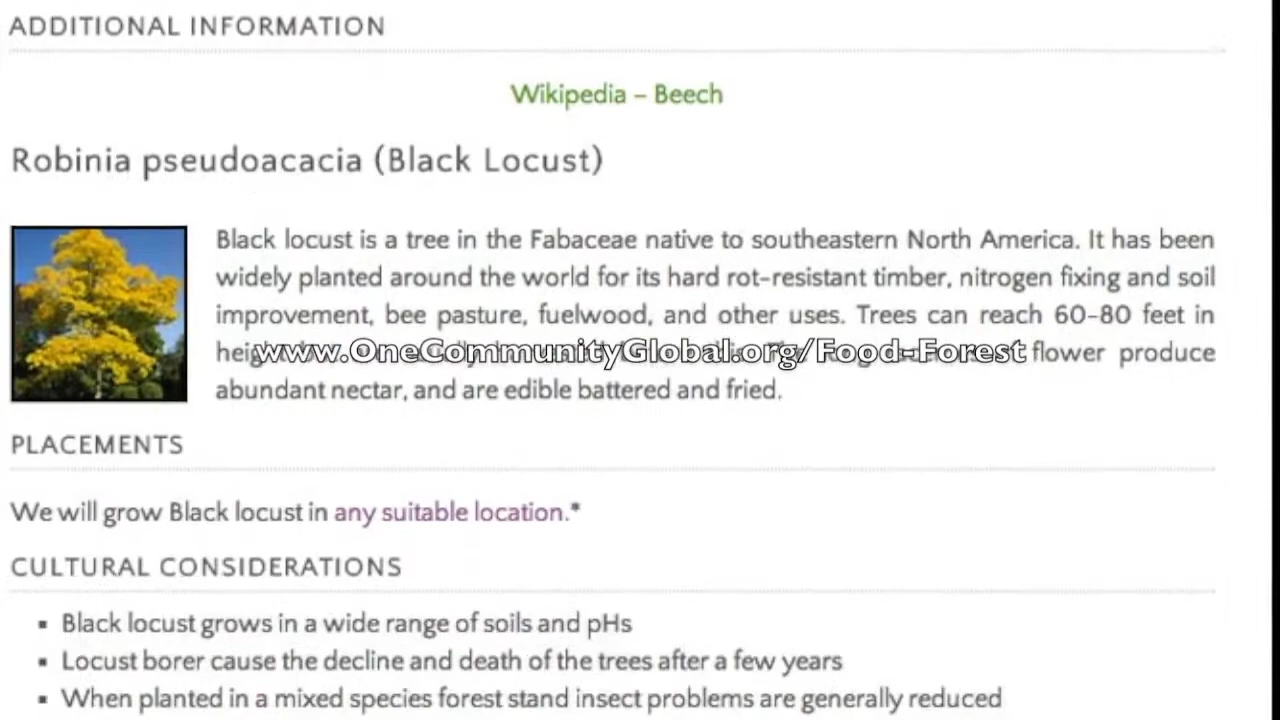 ADDITIONAL INFORMATION
Wikipedia – Beech
Robinia pseudoacacia (Black Locust)
Black locust is a tree in the Fabaceae native to southeastern North America. It has been
widely planted around the world for its hard rot-resistant timber, nitrogen fixing and soil
improvement, bee pasture, fuelwood, and other uses. Trees can reach 60-80 feet in
www.OneCommunityGlobal.org/Food-Forest flower produce
abundant nectar, and are edible battered and fried.
PLACEMENTS
We will grow Black locust in any suitable location.*
CULTURAL CONSIDERATIONS
▪ Black locust grows in a wide range of soils and pHs
▪ Locust borer cause the decline and death of the trees after a few years
▪ When planted in a mixed species forest stand insect problems are generally reduced